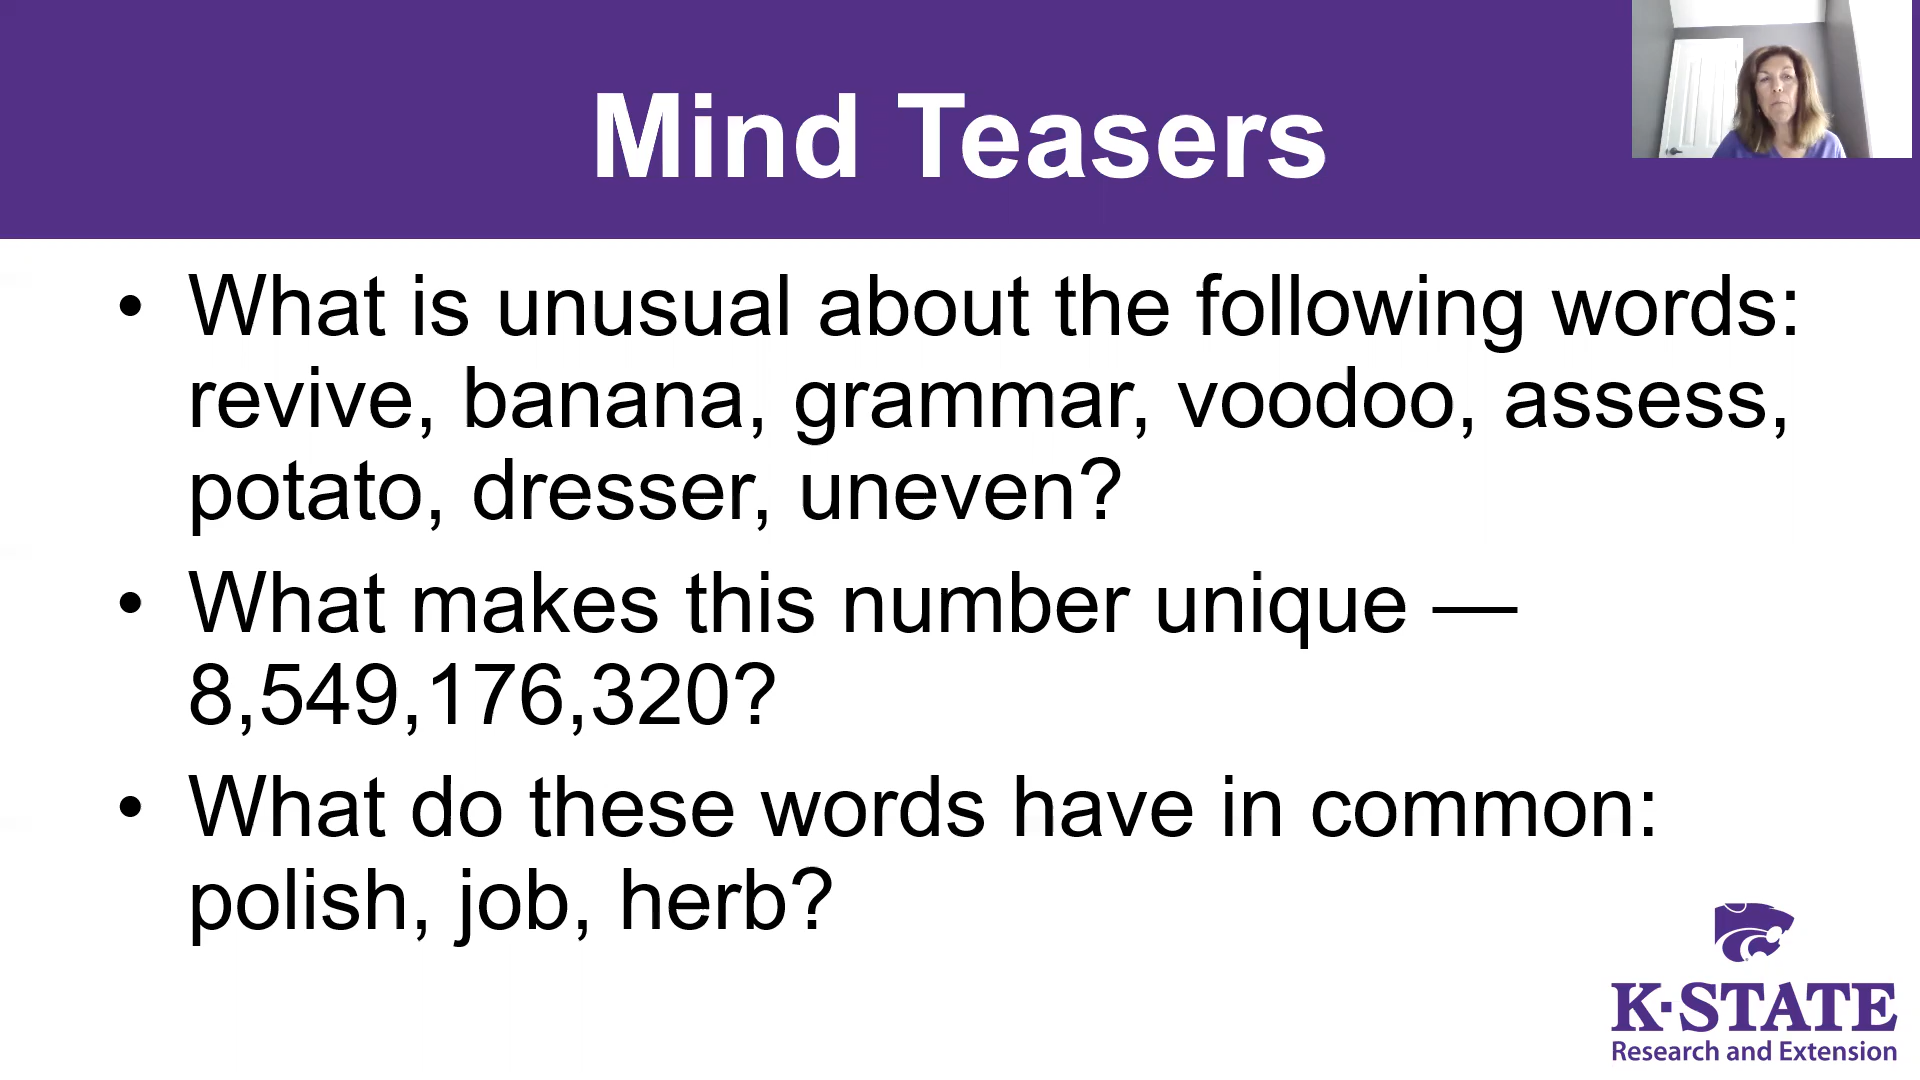 Mind Teasers
• What is unusual about the following words:
revive, banana, grammar, voodoo, assess,
potato, dresser, uneven?
• What makes this number unique —
8,549,176,320?
• What do these words have in common:
polish, job, herb?
K·STATE
Research and Extension